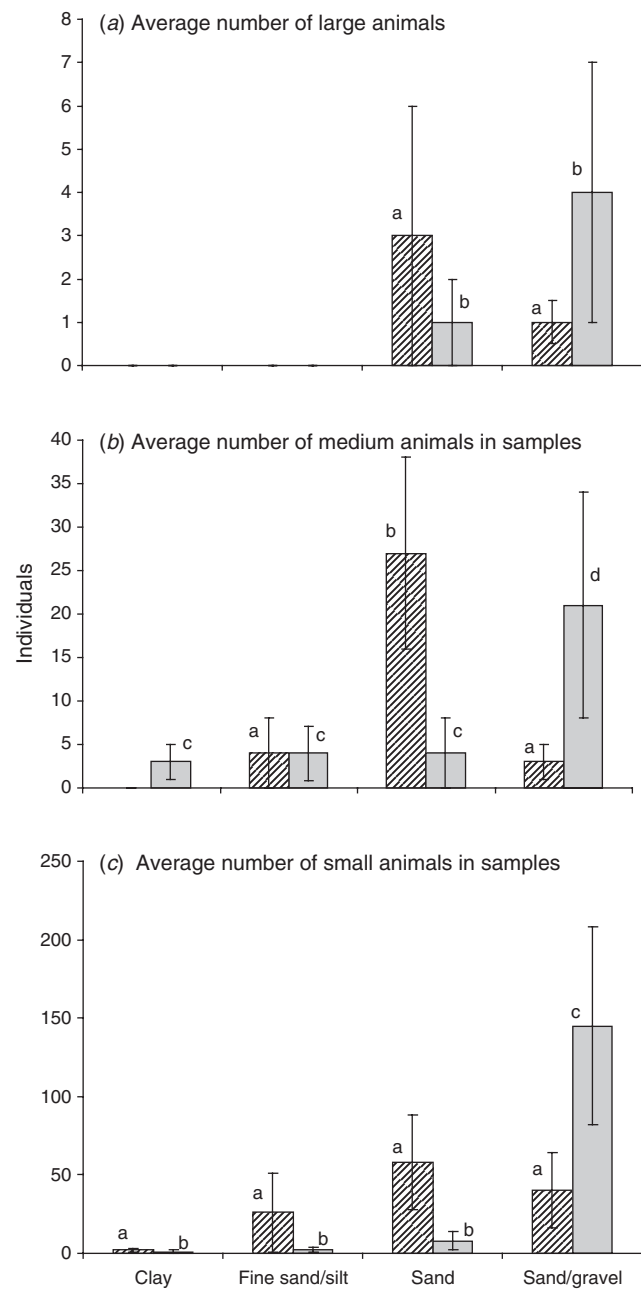 (a) Average number of large animals
8
7
6
5
4
3
2
1
0
a
b
a
b
(b) Average number of medium animals in samples
Individuals
40
35
30
25
20
15
10
5
0
c
a
c
b
c
a
d
(c) Average number of small animals in samples
250
200
150
100
50
0
a
b
a
b
a
b
a
c
Clay
Fine sand/silt
Sand
Sand/gravel